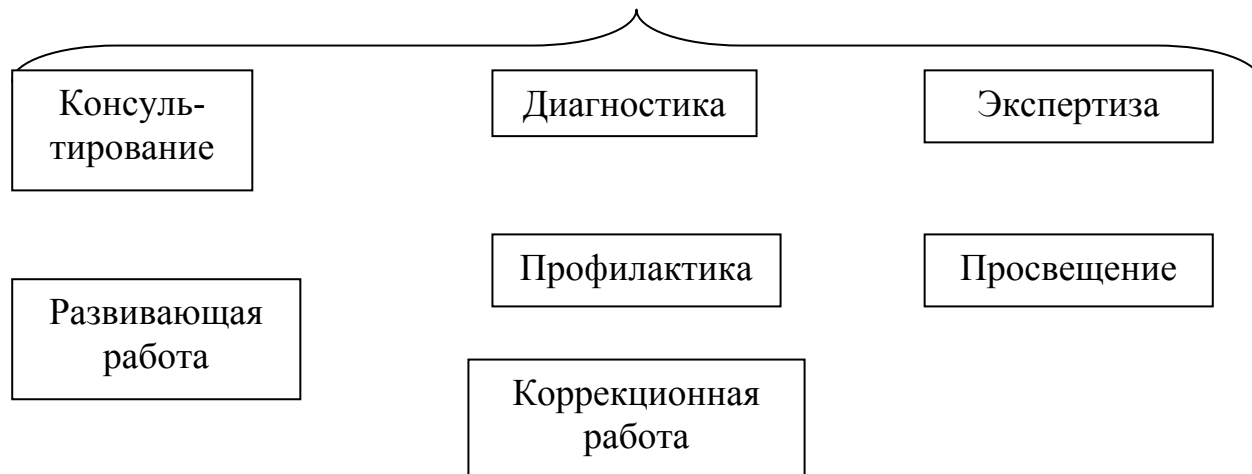 Консуль-
тирование
Диагностика
Экспертиза
Профилактика
Просвещение
Развивающая
работа
Коррекционная
работа